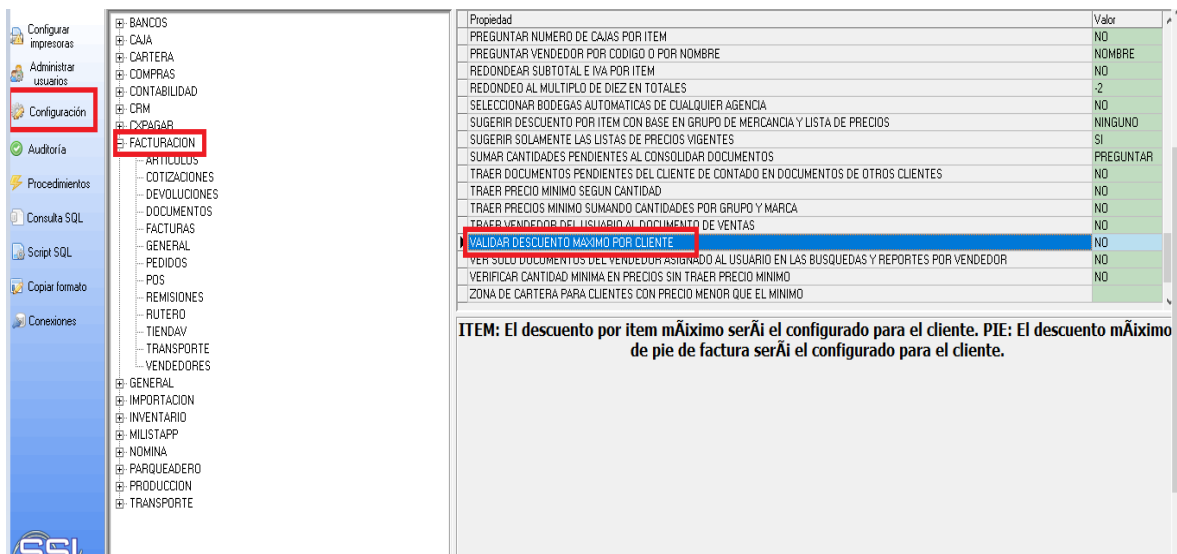 Configurar
impresoras
Administrar
usuarios
Configuración
Auditoría
Procedimientos
Consulta SQL
Script SQL
Copiar formato
Conexiones
SSI
BANCOS
CAJA
CARTERA
COMPRAS
CONTABILIDAD
CRM
CXPAGAR
FACTURACION
ARTICULOS
COTIZACIONES
DEVOLUCIONES
DOCUMENTOS
FACTURAS
GENERAL
PEDIDOS
POS
REMISIONES
RUTERO
TIENDAV
TRANSPORTE
VENDEDORES
GENERAL
IMPORTACION
INVENTARIO
MILISTAPP
NOMINA
PARQUEADERO
PRODUCCION
TRANSPORTE
Propiedad Valor
PREGUNTAR NUMERO DE CAJAS POR ITEM NO
PREGUNTAR VENDEDOR POR CODIGO O POR NOMBRE NOMBRE
REDONDEAR SUBTOTAL E IVA POR ITEM NO
REDONDEO AL MULTIPLO DE DIEZ EN TOTALES -2
SELECCIONAR BODEGAS AUTOMATICAS DE CUALQUIER AGENCIA NO
SUGERIR DESCUENTO POR ITEM CON BASE EN GRUPO DE MERCANCIA Y LISTA DE PRECIOS NINGUNO
SUGERIR SOLAMENTE LAS LISTAS DE PRECIOS VIGENTES SI
SUMAR CANTIDADES PENDIENTES AL CONSOLIDAR DOCUMENTOS PREGUNTAR
TRAER DOCUMENTOS PENDIENTES DEL CLIENTE DE CONTADO EN DOCUMENTOS DE OTROS CLIENTES NO
TRAER PRECIO MINIMO SEGUN CANTIDAD NO
TRAER PRECIOS MINIMO SUMANDO CANTIDADES POR GRUPO Y MARCA NO
TRAER VENDEDOR DEL USUARIO AL DOCUMENTO DE VENTAS NO
VALIDAR DESCUENTO MAXIMO POR CLIENTE NO
VER SOLO DOCUMENTOS DEL VENDEDOR ASIGNADO AL USUARIO EN LAS BUSQUEDAS Y REPORTES POR VENDEDOR NO
VERIFICAR CANTIDAD MINIMA EN PRECIOS SIN TRAER PRECIO MINIMO NO
ZONA DE CARTERA PARA CLIENTES CON PRECIO MENOR QUE EL MINIMO
ITEM: El descuento por item mÃiximo serÃi el configurado para el cliente. PIE: El descuento mÃiximo
de pie de factura serÃi el configurado para el cliente.